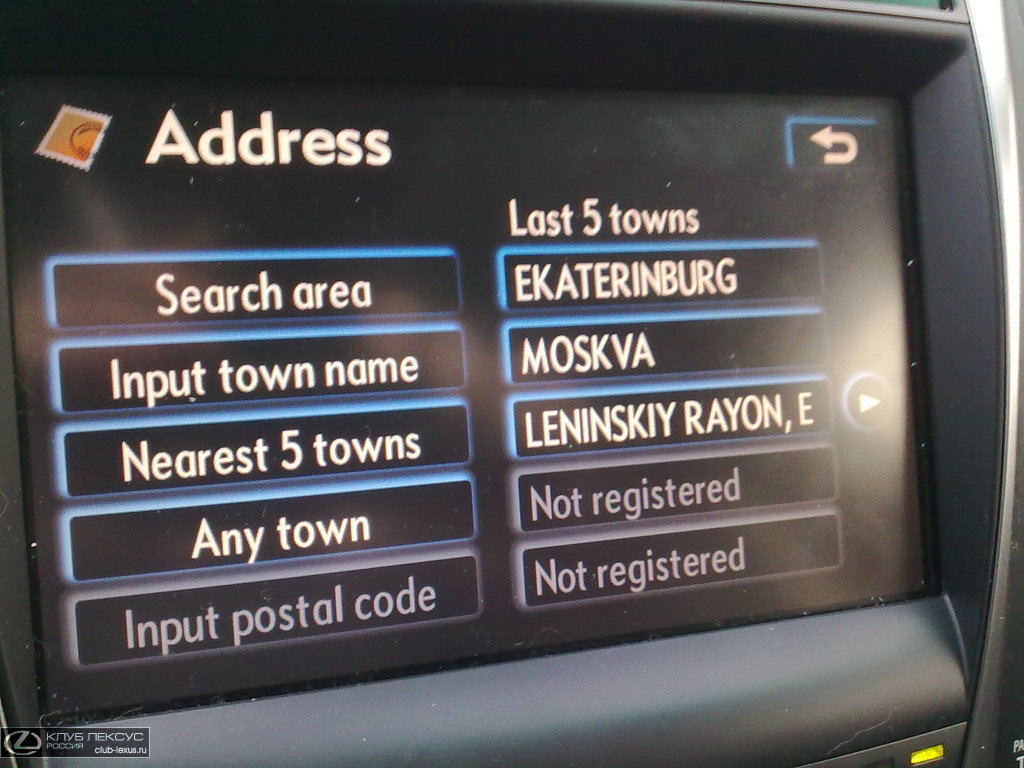 Address
Last 5 towns
Search area
EKATERINBURG
Input town name
MOSKVA
Nearest 5 towns
LENINSKIY RAYON, E
Any town
Not registered
Input postal code
Not registered
КЛУБ ЛЕКСУС
РОССИЯ club-lexus.ru
PA